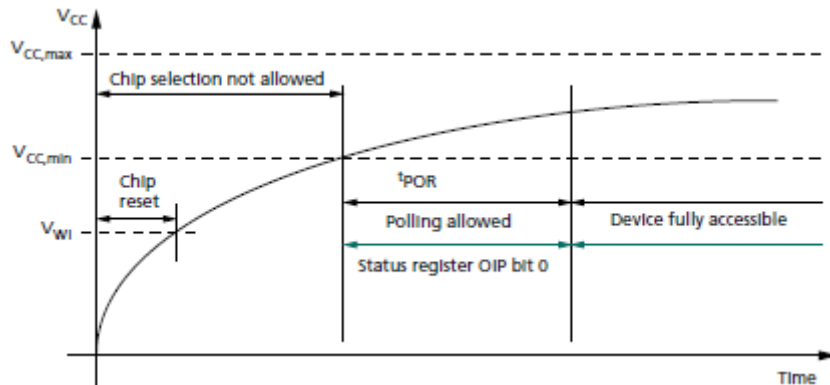 VCC
VCC,max
Chip selection not allowed
VCC,min
Chip
reset
tPOR
VWI
Polling allowed
Device fully accessible
Status register OIP bit 0
Time